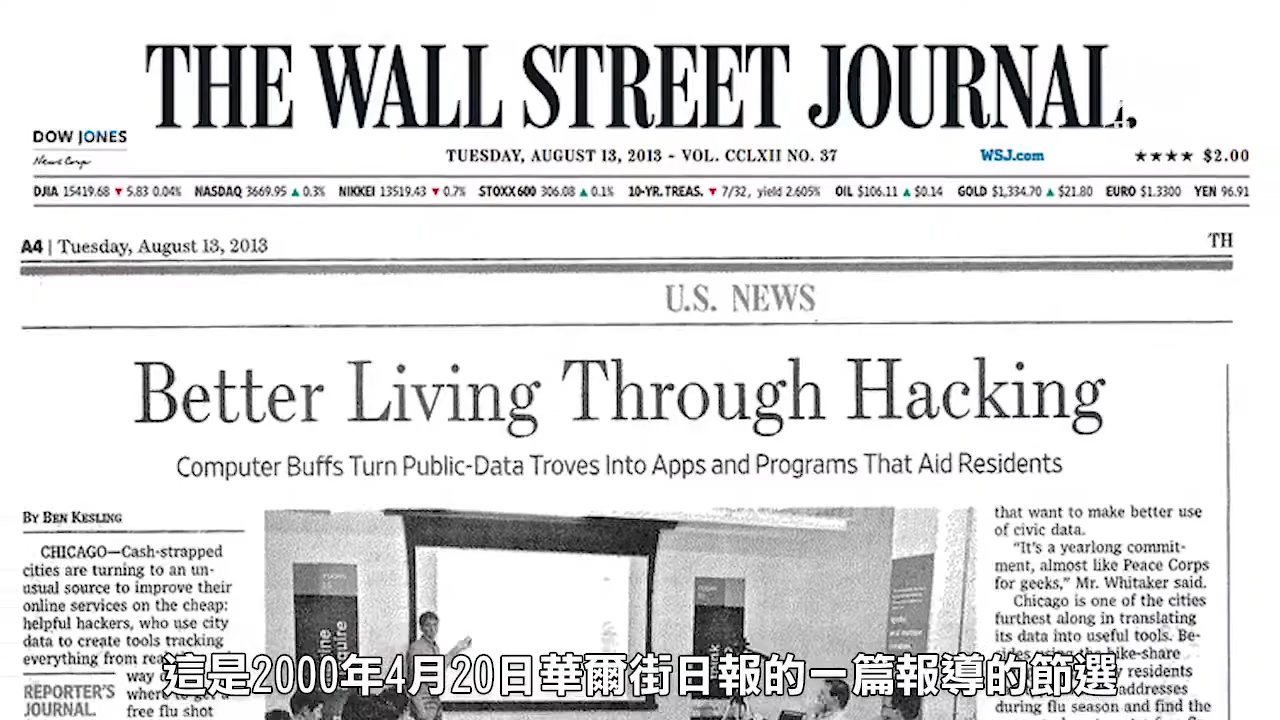 THE WALL STREET JOURNAL.
DOW JONES
News Corp
TUESDAY, AUGUST 13, 2013 - VOL. CCLXII NO. 37
WSJ.com
★★★★ $2.00
DJIA 15419.68 ▼ 5.83 0.04% NASDAQ 3669.95 ▲ 0.3% NIKKEI 13519.43 ▼ 0.7% STOXX 600 306.08 ▲ 0.1% 10-YR. TREAS. ▼ 7/32, yield 2.605% OIL $106.11 ▲ $0.14 GOLD $1,334.70 ▲ $21.80 EURO $1.3300 YEN 96.91
A4 | Tuesday, August 13, 2013
TH
U.S. NEWS
Better Living Through Hacking
Computer Buffs Turn Public-Data Troves Into Apps and Programs That Aid Residents
BY BEN KESLING
CHICAGO—Cash-strapped
cities are turning to an un-
usual source to improve their
online services on the cheap:
helpful hackers, who use city
data to create tools tracking
everything from
way
where
free flu shot
REPORTER'S
JOURNAL.
that want to make better use
of civic data.
"It's a yearlong commit-
ment, almost like Peace Corps
for geeks," Mr. Whitaker said.
Chicago is one of the cities
furthest along in translating
its data into useful tools. Be-
bike-share
residents
addresses
during flu season and find the
這是2000年4月20日華爾街日報的一篇報導的節選